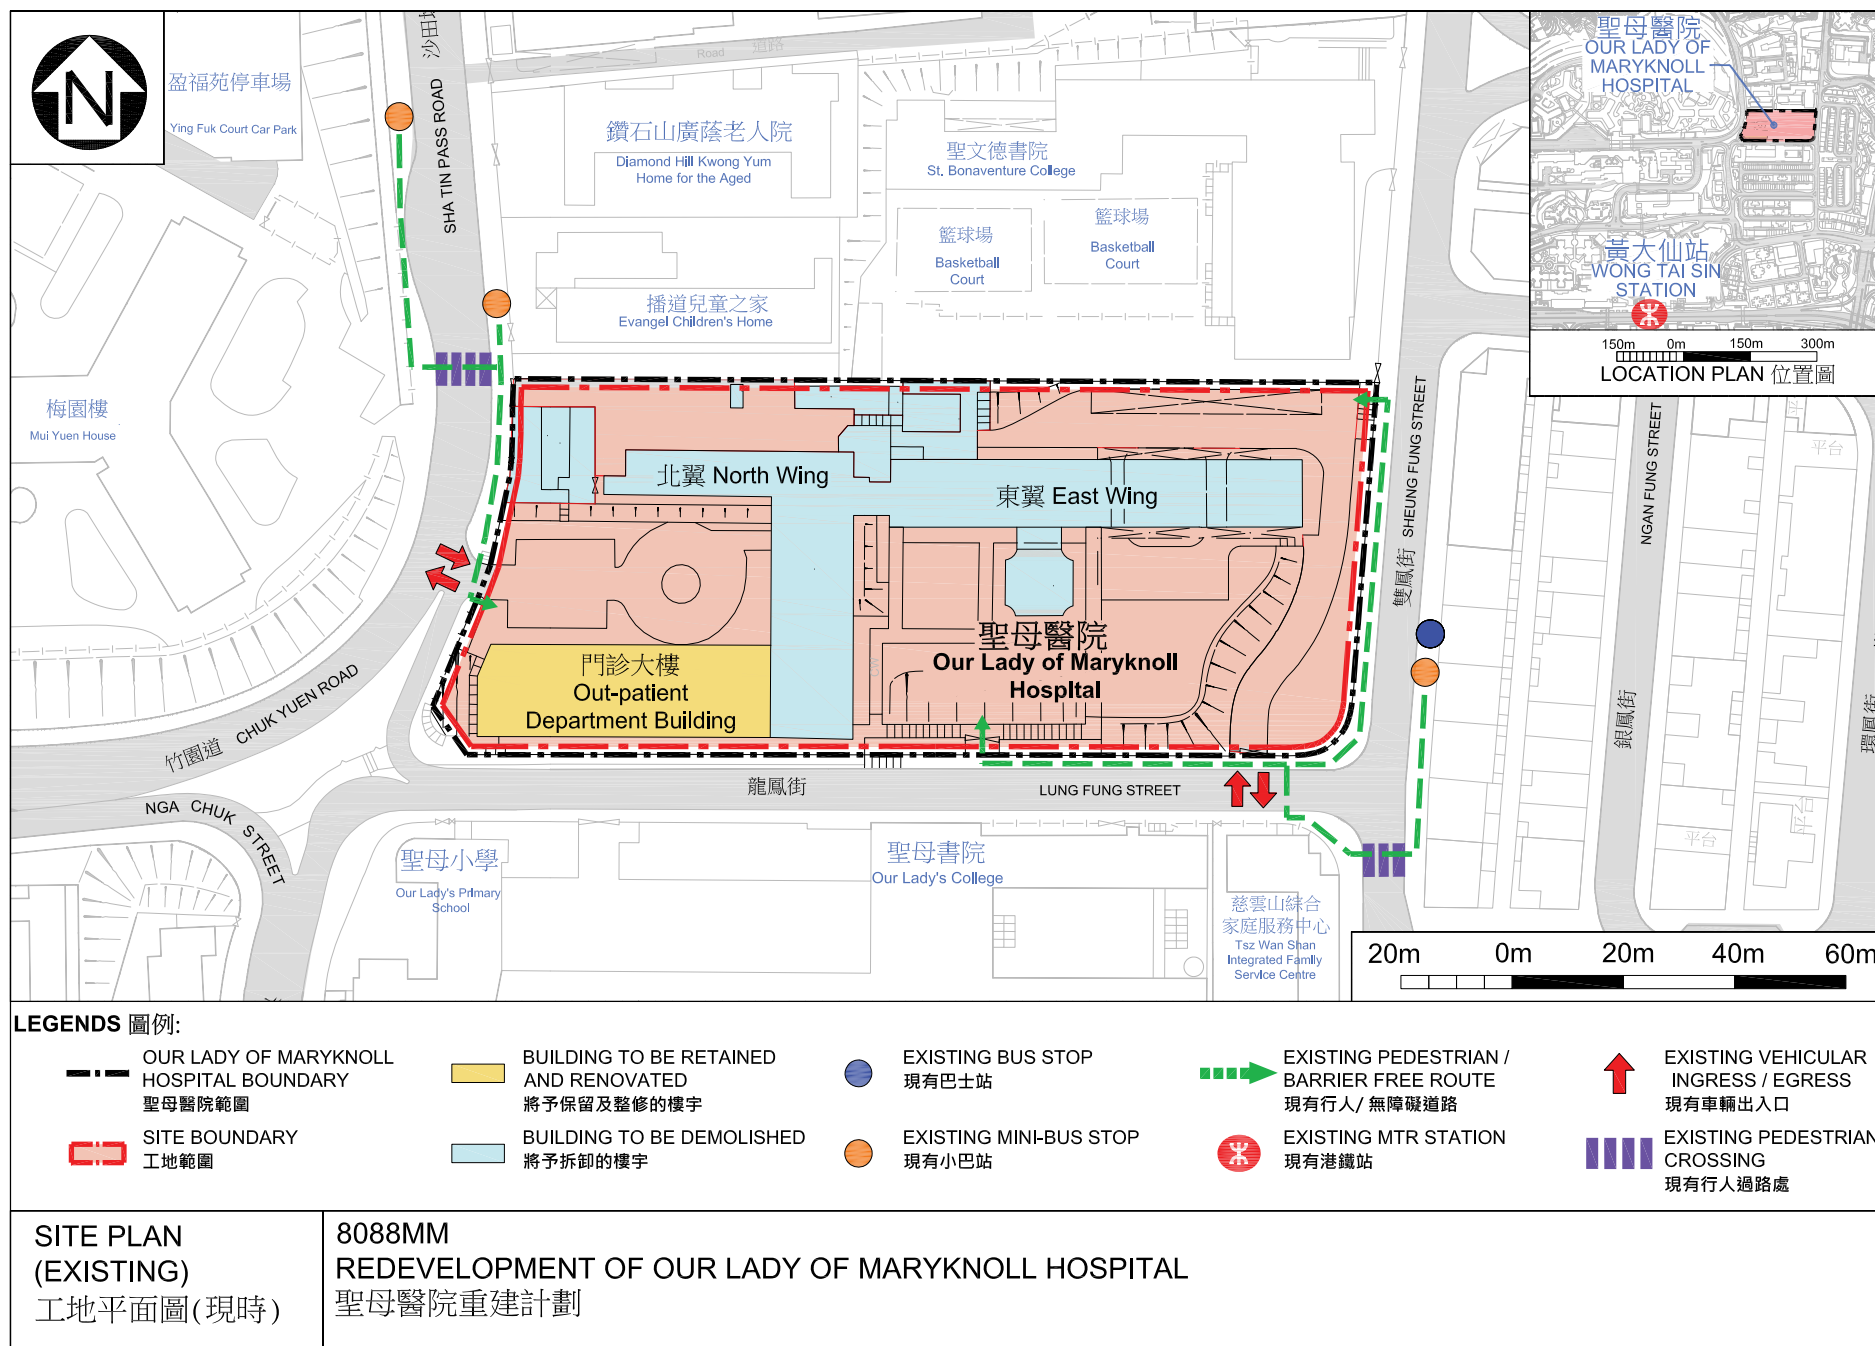 N
盈福苑停車場
Ying Fuk Court Car Park
SHA TIN PASS ROAD
沙田坳
Road 道路
鑽石山廣蔭老人院
Diamond Hill Kwong Yum
Home for the Aged
聖文德書院
St. Bonaventure College
籃球場
Basketball
Court
籃球場
Basketball
Court
播道兒童之家
Evangel Children's Home
聖母醫院
OUR LADY OF
MARYKNOLL
HOSPITAL
黃大仙站
WONG TAI SIN
STATION
150m 0m 150m 300m
LOCATION PLAN 位置圖
梅園樓
Mui Yuen House
北翼 North Wing
東翼 East Wing
聖母醫院
Our Lady of Maryknoll
HospItal
門診大樓
Out-patient
Department Building
雙鳳街 SHEUNG FUNG STREET
銀鳳街
NGAN FUNG STREET
環鳳街
平台
平台
平台
竹園道 CHUK YUEN ROAD
NGA CHUK STREET
龍鳳街
LUNG FUNG STREET
聖母小學
Our Lady's Primary
School
聖母書院
Our Lady's College
慈雲山綜合
家庭服務中心
Tsz Wan Shan
Integrated Family
Service Centre
20m 0m 20m 40m 60m
LEGENDS 圖例:
OUR LADY OF MARYKNOLL
HOSPITAL BOUNDARY
聖母醫院範圍
SITE BOUNDARY
工地範圍
BUILDING TO BE RETAINED
AND RENOVATED
將予保留及整修的樓宇
BUILDING TO BE DEMOLISHED
將予拆卸的樓宇
EXISTING BUS STOP
現有巴士站
EXISTING MINI-BUS STOP
現有小巴站
EXISTING PEDESTRIAN /
BARRIER FREE ROUTE
現有行人/ 無障礙道路
EXISTING MTR STATION
現有港鐵站
EXISTING VEHICULAR
INGRESS / EGRESS
現有車輛出入口
EXISTING PEDESTRIAN
CROSSING
現有行人過路處
SITE PLAN
(EXISTING)
工地平面圖(現時)
8088MM
REDEVELOPMENT OF OUR LADY OF MARYKNOLL HOSPITAL
聖母醫院重建計劃